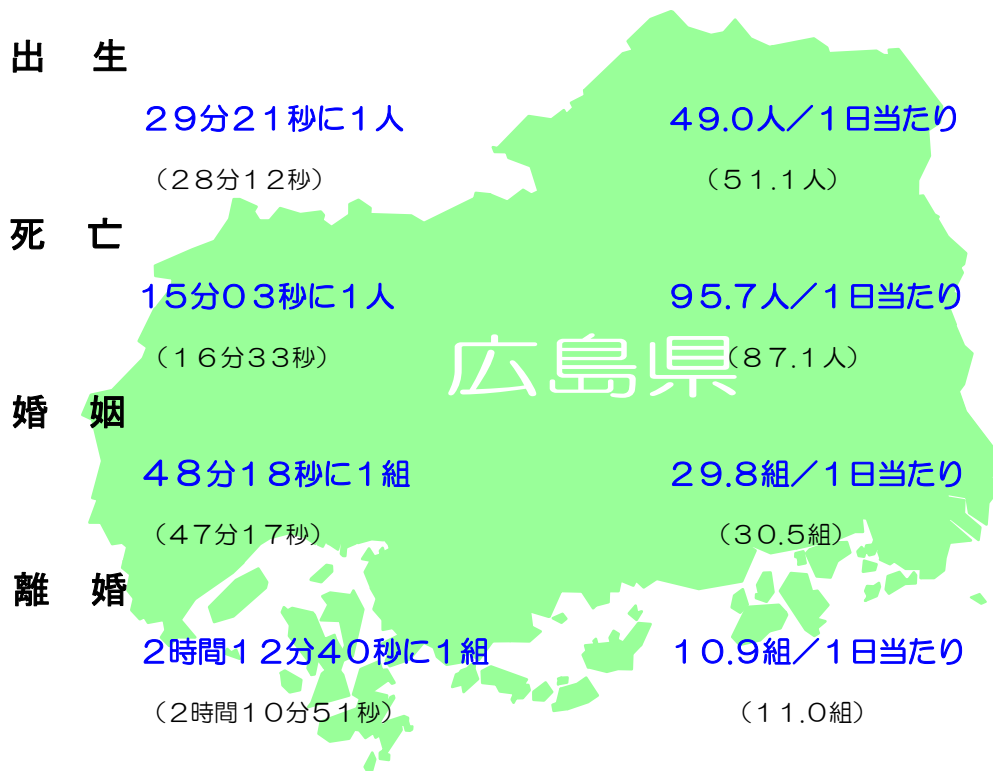 出　生
２９分２１秒に１人　４９.０人／１日当たり
（２８分１２秒）　（５１.１人）
死　亡
１５分０３秒に１人　９５.７人／１日当たり
広島県
（１６分３３秒）　（８７.１人）
婚　姻
４８分１８秒に１組　２９.８組／１日当たり
（４７分１７秒）　（３０.５組）
離　婚
２時間１２分４０秒に１組　１０.９組／１日当たり
（２時間１０分５１秒）　（１１.０組）